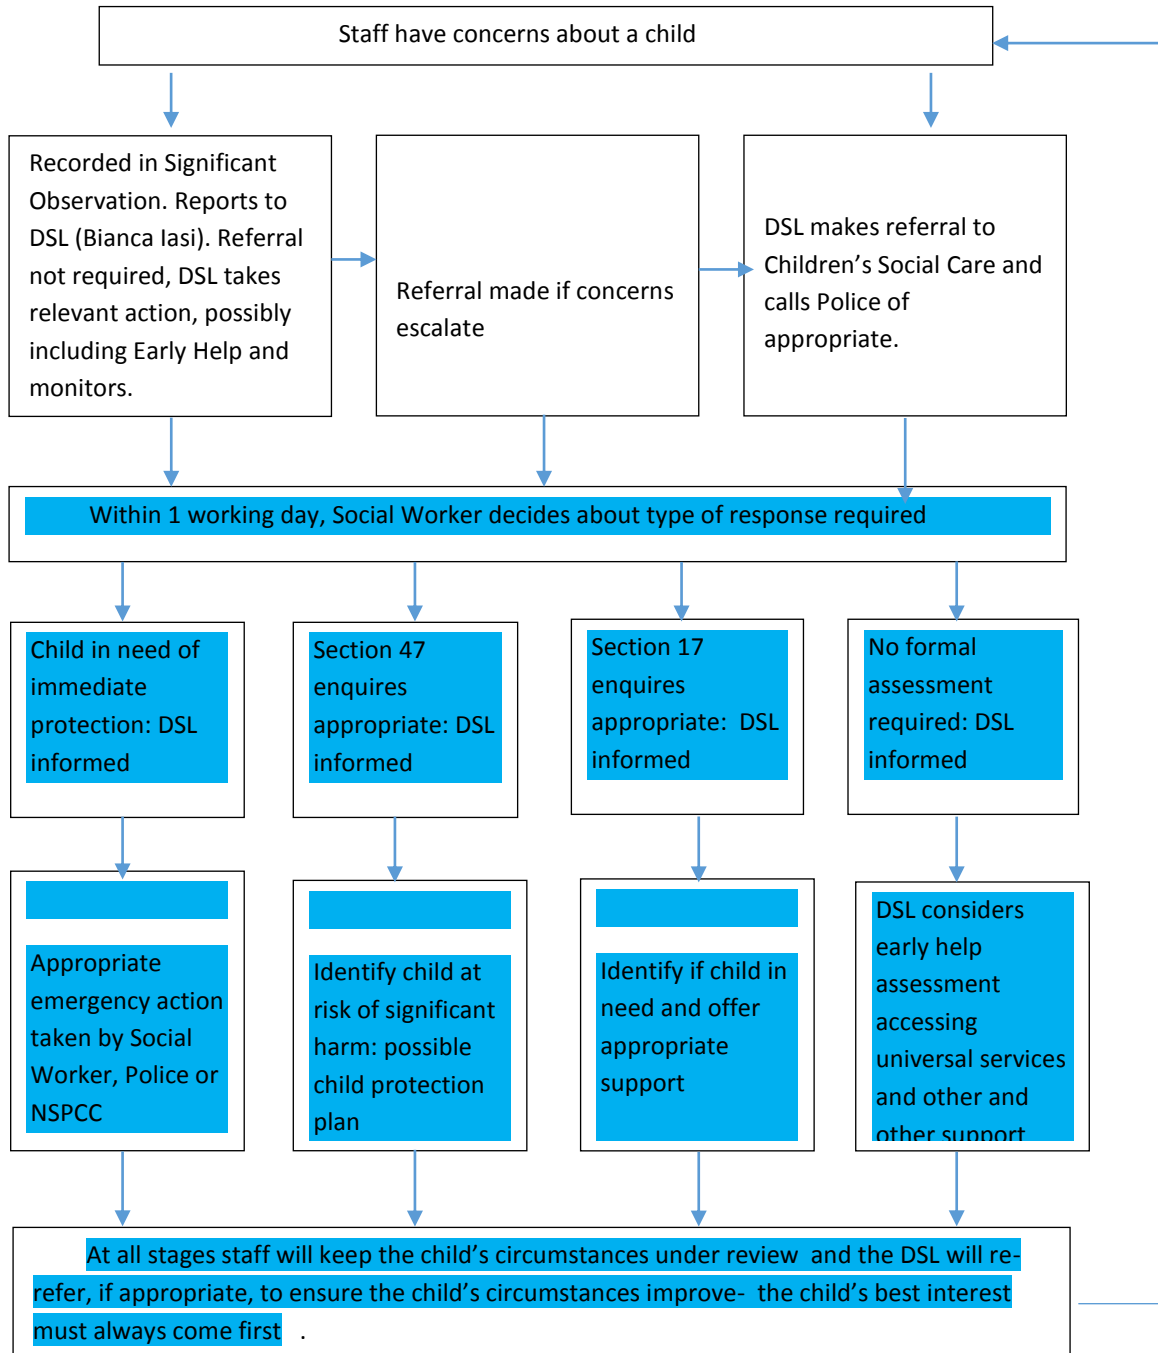 Staff have concerns about a child
Recorded in Significant
Observation. Reports to
DSL (Bianca Iasi). Referral
not required, DSL takes
relevant action, possibly
including Early Help and
monitors.
Referral made if concerns
escalate
DSL makes referral to
Children’s Social Care and
calls Police of
appropriate.
Within 1 working day, Social Worker decides about type of response required
Child in need of
immediate
protection: DSL
informed
Section 47
enquires
appropriate: DSL
informed
Section 17
enquires
appropriate:  DSL
informed
No formal
assessment
required: DSL
informed
Appropriate
emergency action
taken by Social
Worker, Police or
NSPCC
Identify child at
risk of significant
harm: possible
child protection
plan
Identify if child in
need and offer
appropriate
support
DSL considers
early help
assessment
accessing
universal services
and other and
other support
At all stages staff will keep the child’s circumstances under review  and the DSL will re-
refer, if appropriate, to ensure the child’s circumstances improve-  the child’s best interest
must always come first   .